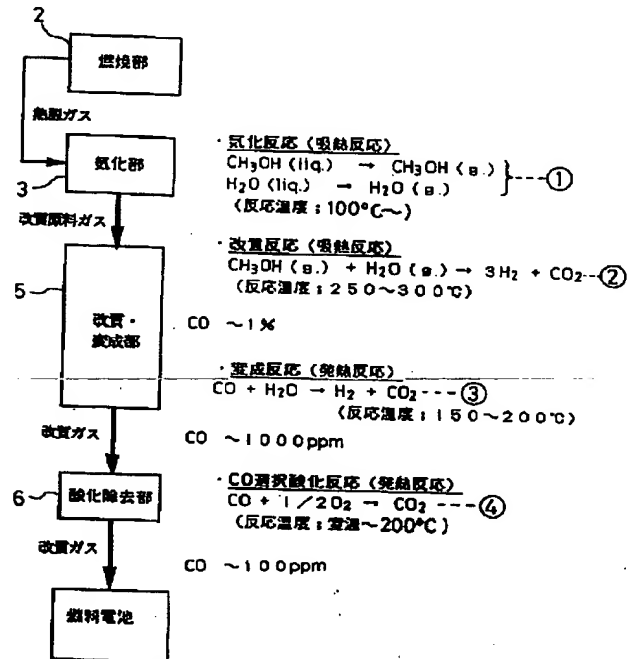 2
燃焼部
熱源ガス
・気化反応（吸熱反応）
気化部
CH3OH (liq.) → CH3OH (g.)
3
H2O (liq.) → H2O (g.)
----①
(反応温度；100°C～)
改質原料ガス
・改質反応（吸熱反応）
CH3OH (g.) + H2O (g.) → 3H2 + CO2---②
5
(反応温度；250～300℃)
改質・
変成部
CO ～1%
・変成反応（発熱反応）
CO + H2O → H2 + CO2----③
(反応温度；150～200℃)
改質ガス
CO ～1000ppm
・CO選択酸化反応（発熱反応）
6
酸化除去部
CO + 1/2O2 → CO2 ----④
(反応温度；室温～200°C)
改質ガス
CO ～100ppm
燃料電池